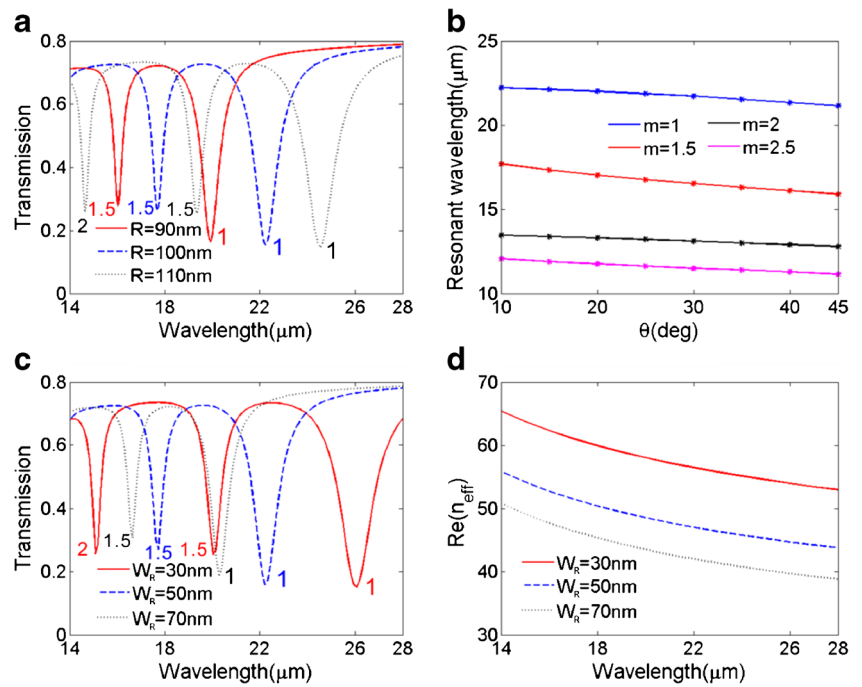 a
0.8
0.6
0.4
0.2
0
Transmission
2
1.5
1.5
1.5
1
1
1
R=90nm
R=100nm
R=110nm
14 18 22 26 28
Wavelength(μm)
b
25
22
19
16
13
10
Resonant wavelength(μm)
m=1
m=2
m=1.5
m=2.5
10 20 30 40 45
θ(deg)
c
0.8
0.6
0.4
0.2
0
Transmission
2
1.5
1.5
1.5
1
1
1
W_R=30nm
W_R=50nm
W_R=70nm
14 18 22 26 28
Wavelength(μm)
d
70
60
50
40
30
Re(n_eff)
W_R=30nm
W_R=50nm
W_R=70nm
14 18 22 26 28
Wavelength(μm)